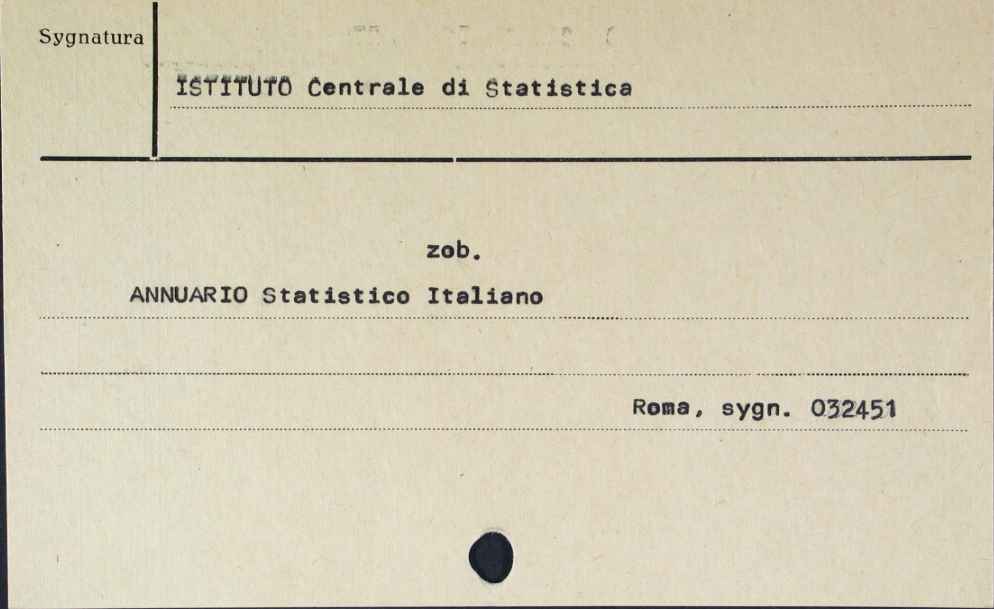 Sygnatura
ISTITUTO Centrale di Statistica
zob.
ANNUARIO Statistico Italiano
Roma, sygn. 032451